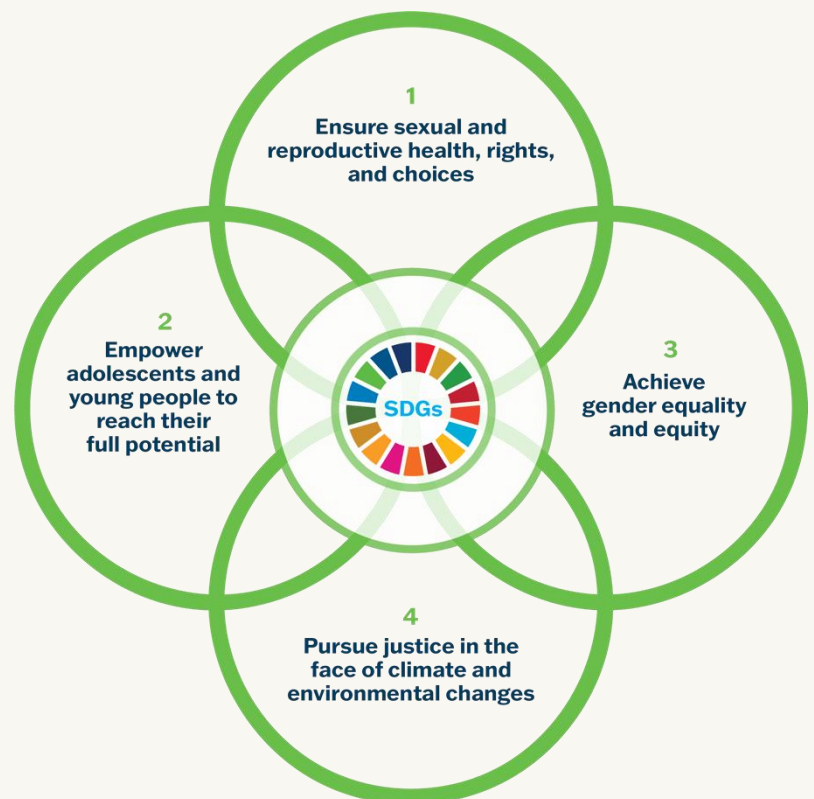 1
Ensure sexual and
reproductive health, rights,
and choices
2
Empower
adolescents and
young people to
reach their
full potential
SDGs
3
Achieve
gender equality
and equity
4
Pursue justice in the
face of climate and
environmental changes